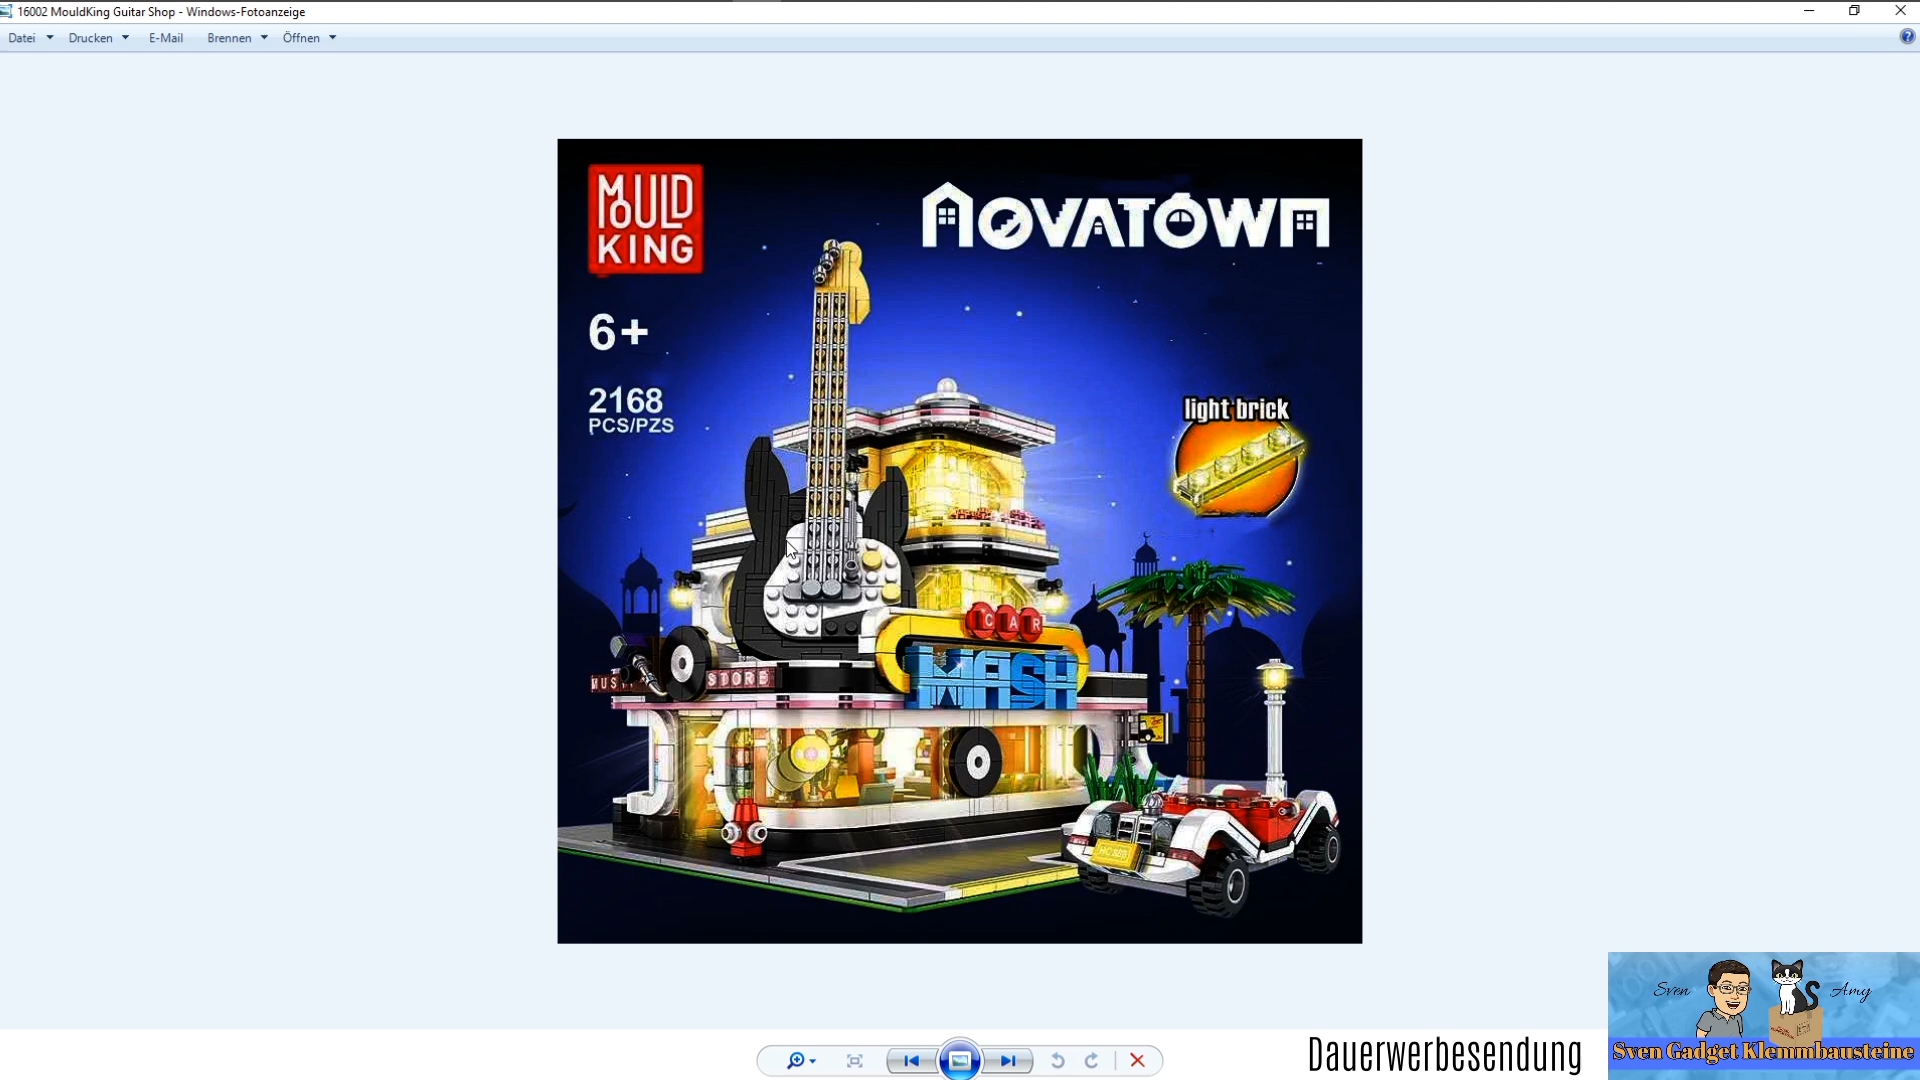 16002 MouldKing Guitar Shop - Windows-Fotoanzeige
Datei Drucken E-Mail Brennen Öffnen
MOULD
KING
NOVATOWN
6+
2168
PCS/PZS
light brick
CAR
WASH
STORE
Dauerwerbesendung
Sven Amy
Sven Gadget Klemmbausteine